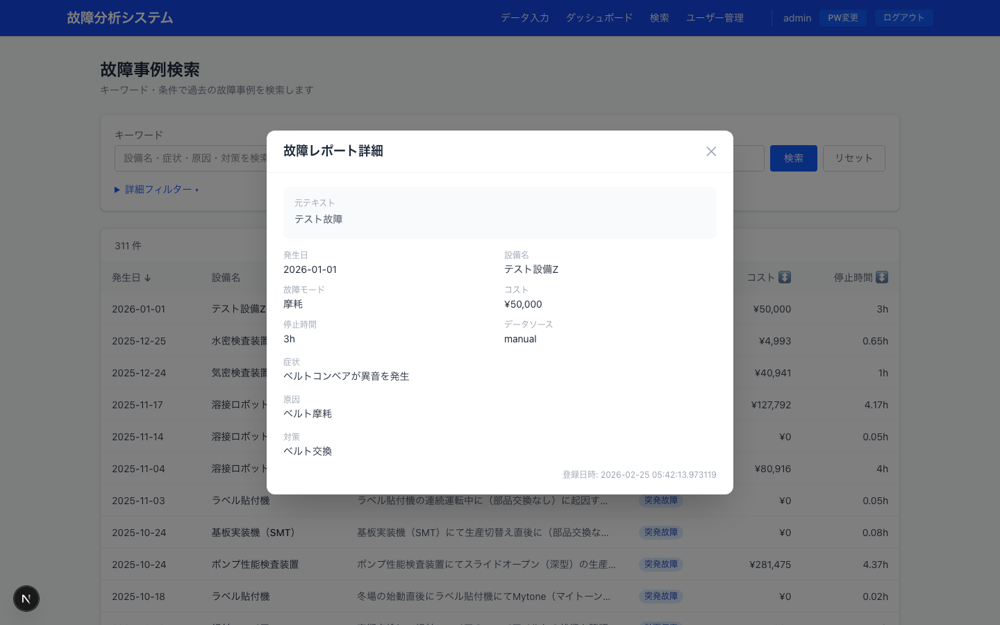 故障分析システム
データ入力 ダッシュボード 検索 ユーザー管理 admin PW変更 ログアウト
故障事例検索
キーワード・条件で過去の故障事例を検索します
キーワード
設備名・症状・原因・対策を検索
検索 リセット
▶ 詳細フィルター ▾
311 件
発生日 ↓ 設備名 コスト ↕ 停止時間 ↕
2026-01-01 テスト設備Z ¥50,000 3h
2025-12-25 水密検査装置 ¥4,993 0.65h
2025-12-24 気密検査装置 ¥40,941 1h
2025-11-17 溶接ロボット ¥127,792 4.17h
2025-11-14 溶接ロボット ¥0 0.05h
2025-11-04 溶接ロボット ¥80,916 4h
2025-11-03 ラベル貼付機 ラベル貼付機の連続運転中に（部品交換なし）に起因す... 突発故障 ¥0 0.05h
2025-10-24 基板実装機（SMT） 基板実装機（SMT）にて生産切替え直後に（部品交換な... 突発故障 ¥0 0.08h
2025-10-24 ポンプ性能検査装置 ポンプ性能検査装置にてスライドオープン（深型）の生産... 突発故障 ¥281,475 4.37h
2025-10-18 ラベル貼付機 冬場の始動直後にラベル貼付機にてMytone（マイトーン... 突発故障 ¥0 0.02h
故障レポート詳細
元テキスト
テスト故障
発生日 設備名
2026-01-01 テスト設備Z
故障モード コスト
摩耗 ¥50,000
停止時間 データソース
3h manual
症状
ベルトコンベアが異音を発生
原因
ベルト摩耗
対策
ベルト交換
登録日時: 2026-02-25 05:42:13.973119
N